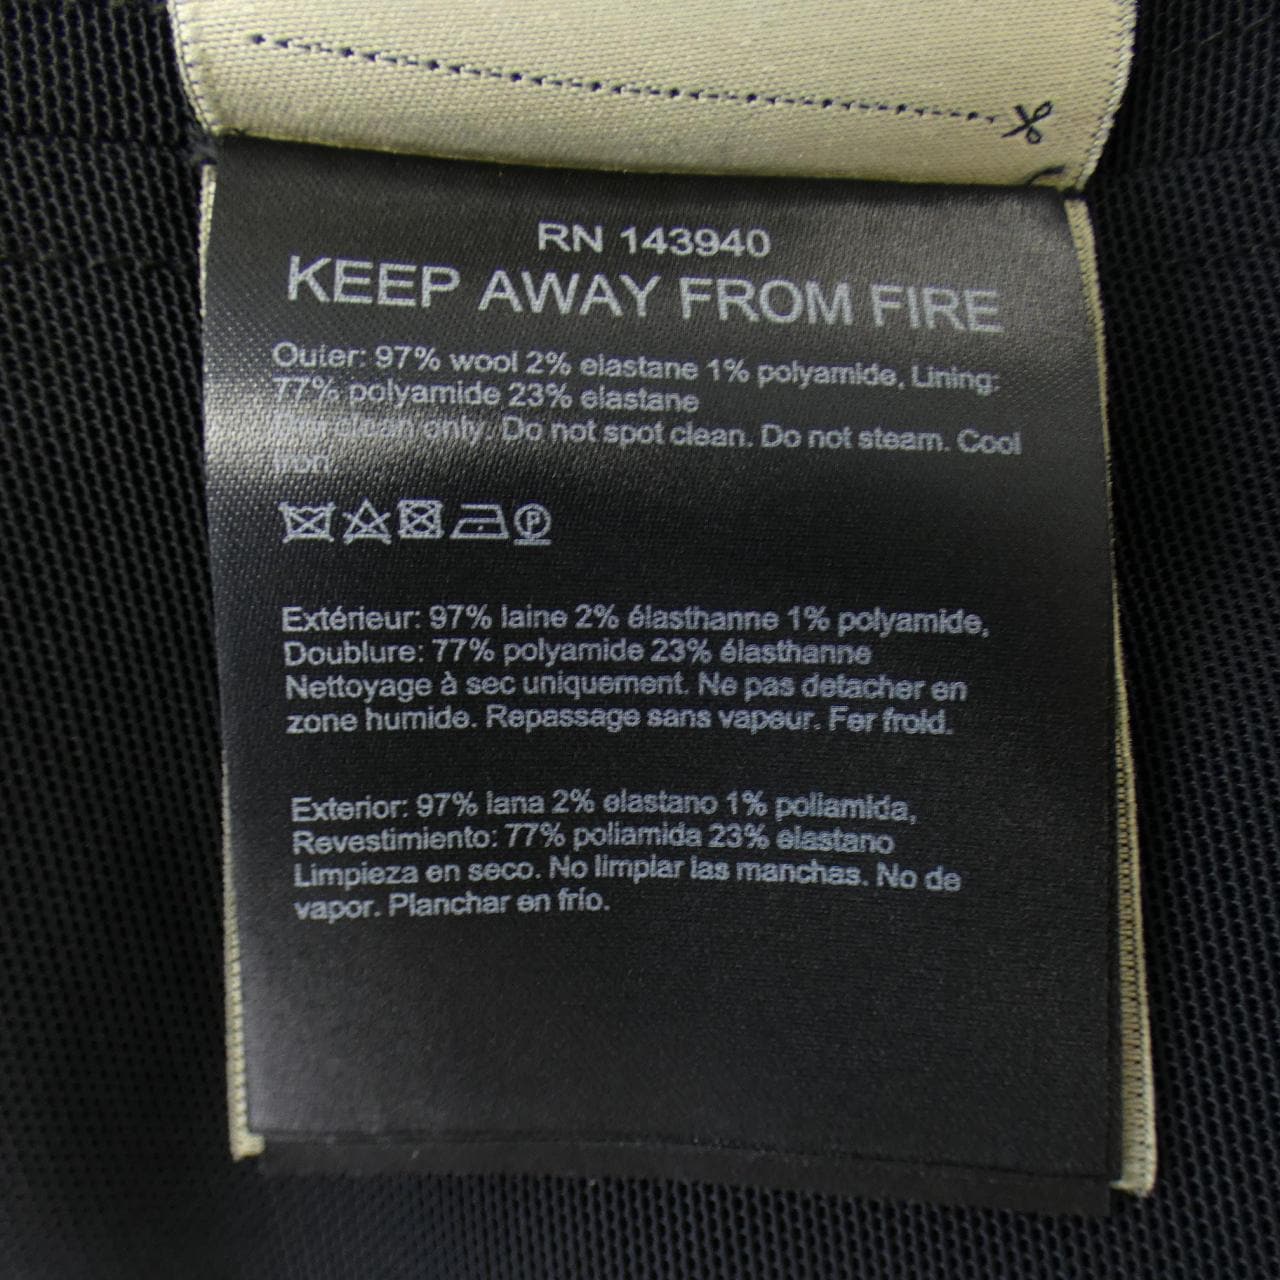 RN 143940
KEEP AWAY FROM FIRE
Outer: 97% wool 2% elastane 1% polyamide, Lining:
77% polyamide 23% elastane
clean only. Do not spot clean. Do not steam. Cool
iron.
P
Extérieur: 97% laine 2% élasthanne 1% polyamide,
Doublure: 77% polyamide 23% élasthanne
Nettoyage à sec uniquement. Ne pas detacher en
zone humide. Repassage sans vapeur. Fer froid.
Exterior: 97% lana 2% elastano 1% poliamida,
Revestimiento: 77% poliamida 23% elastano
Limpieza en seco. No limpiar las manchas. No de
vapor. Planchar en frío.